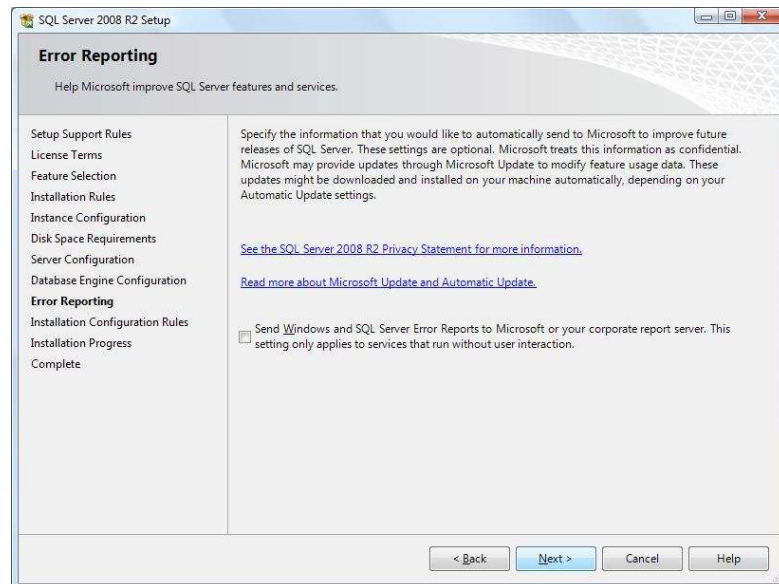 SQL Server 2008 R2 Setup
Error Reporting
Help Microsoft improve SQL Server features and services.
Setup Support Rules
License Terms
Feature Selection
Installation Rules
Instance Configuration
Disk Space Requirements
Server Configuration
Database Engine Configuration
Error Reporting
Installation Configuration Rules
Installation Progress
Complete
Specify the information that you would like to automatically send to Microsoft to improve future
releases of SQL Server. These settings are optional. Microsoft treats this information as confidential.
Microsoft may provide updates through Microsoft Update to modify feature usage data. These
updates might be downloaded and installed on your machine automatically, depending on your
Automatic Update settings.
See the SQL Server 2008 R2 Privacy Statement for more information.
Read more about Microsoft Update and Automatic Update.
Send Windows and SQL Server Error Reports to Microsoft or your corporate report server. This
setting only applies to services that run without user interaction.
< Back
Next >
Cancel
Help